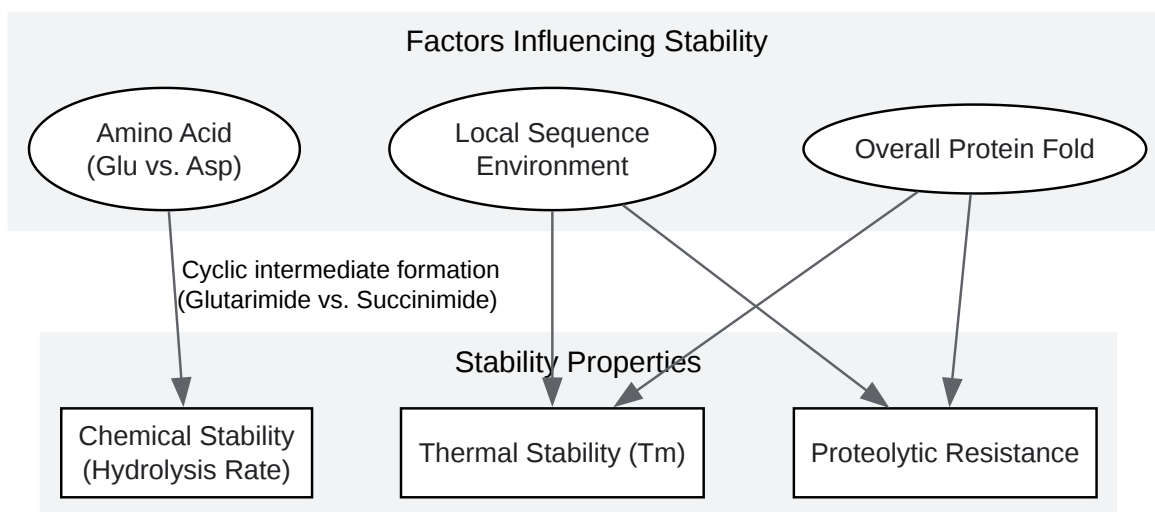 Factors Influencing Stability
Amino Acid
(Glu vs. Asp)
Local Sequence
Environment
Overall Protein Fold
Cyclic intermediate formation
(Glutarimide vs. Succinimide)
Stability Properties
Chemical Stability
(Hydrolysis Rate)
Thermal Stability (Tm)
Proteolytic Resistance